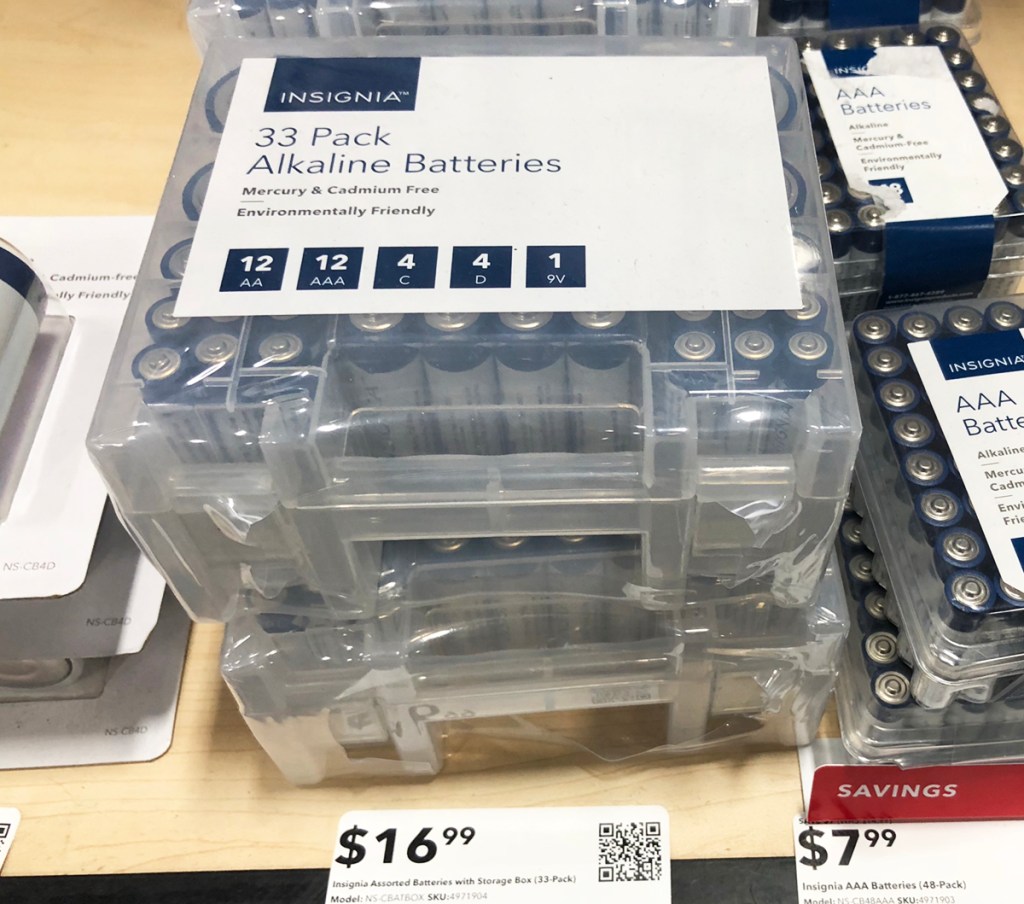 INSIGNIA™
33 Pack
Alkaline Batteries
Mercury & Cadmium Free
Environmentally Friendly
12
AA
12
AAA
4
C
4
D
1
9V
AAA
Batteries
Alkaline
Mercury &
Cadmium-Free
Environmentally
Friendly
Cadmium-free
Friendly
NS-CB4D
NS-CB4D
NS-CB4D
INSIGNIA
AAA
Alkaline
SAVINGS
$16.99
Insignia Assorted Batteries with Storage Box (33-Pack)
Model: NS-CBATBOX SKU:4971904
$7.99
Insignia AAA Batteries (48-Pack)
Model: NS-CB48AAA SKU:4971903